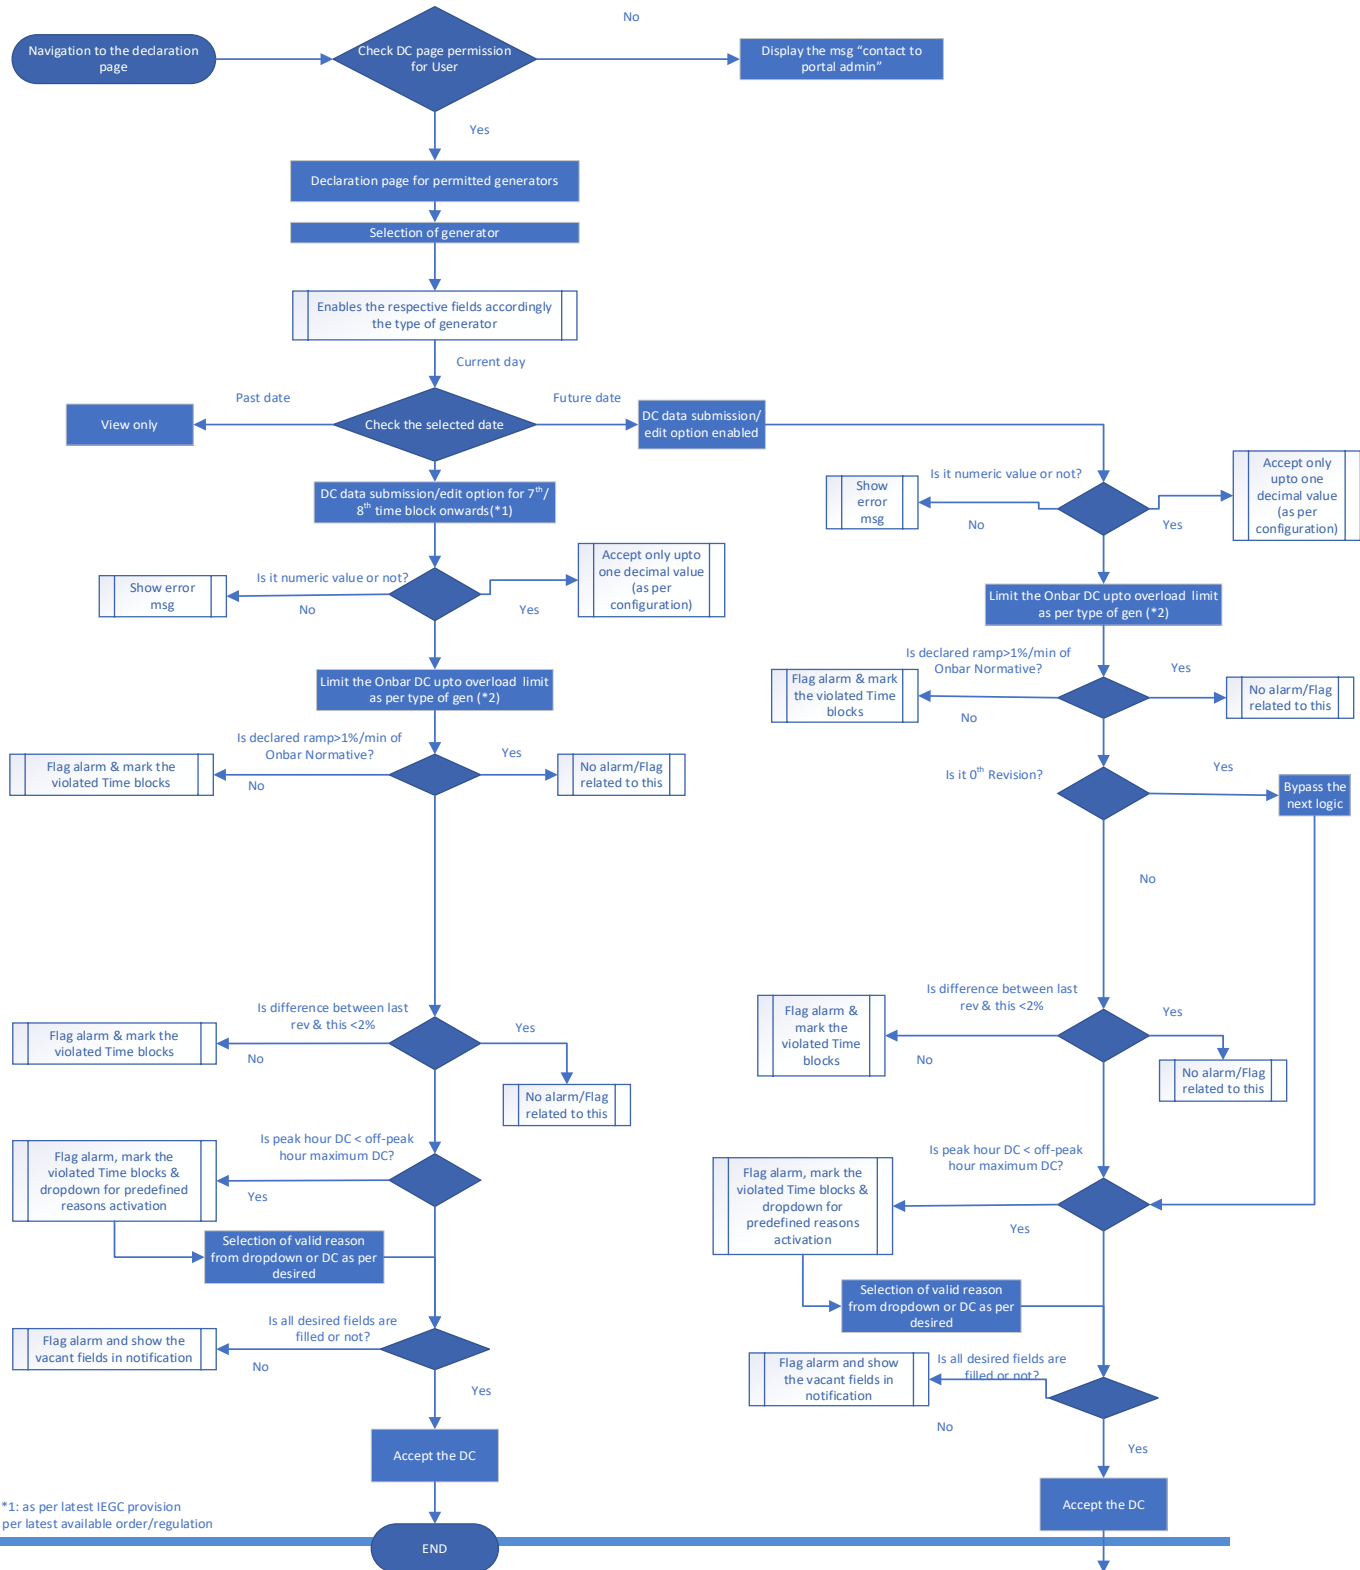 No
Navigation to the declaration
page
Check DC page permission
for User
Display the msg “contact to
portal admin”
Yes
Declaration page for permitted generators
Selection of generator
Enables the respective fields accordingly
the type of generator
Current day
Past date
Future date
View only
Check the selected date
DC data submission/
edit option enabled
DC data submission/edit option for 7th/
8th time block onwards(*1)
Is it numeric value or not?
Show error
msg
No
Yes
Accept only upto
one decimal value
(as per
configuration)
Limit the Onbar DC upto overload limit
as per type of gen (*2)
Is declared ramp>1%/min of
Onbar Normative?
Flag alarm & mark the
violated Time blocks
No
Yes
No alarm/Flag
related to this
Is difference between last
rev & this <2%
Flag alarm & mark the
violated Time blocks
No
Yes
No alarm/Flag
related to this
Is peak hour DC < off-peak
hour maximum DC?
Flag alarm, mark the
violated Time blocks &
dropdown for predefined
reasons activation
Yes
Selection of valid reason
from dropdown or DC as per
desired
Is all desired fields are
filled or not?
Flag alarm and show the
vacant fields in notification
No
Yes
Accept the DC
END
Is it numeric value or not?
Show
error
msg
No
Yes
Accept only
upto one
decimal value
(as per
configuration)
Limit the Onbar DC upto overload limit
as per type of gen (*2)
Is declared ramp>1%/min of
Onbar Normative?
Flag alarm & mark
the violated Time
blocks
No
Yes
No alarm/Flag
related to this
Is it 0th Revision?
Yes
Bypass the
next logic
No
Is difference between last
rev & this <2%
Flag alarm &
mark the
violated Time
blocks
No
Yes
No alarm/Flag
related to this
Is peak hour DC < off-peak
hour maximum DC?
Flag alarm, mark the
violated Time blocks &
dropdown for
predefined reasons
activation
Yes
Selection of valid reason
from dropdown or DC as per
desired
Is all desired fields are
filled or not?
Flag alarm and show
the vacant fields in
notification
No
Yes
Accept the DC
*1: as per latest IEGC provision
per latest available order/regulation